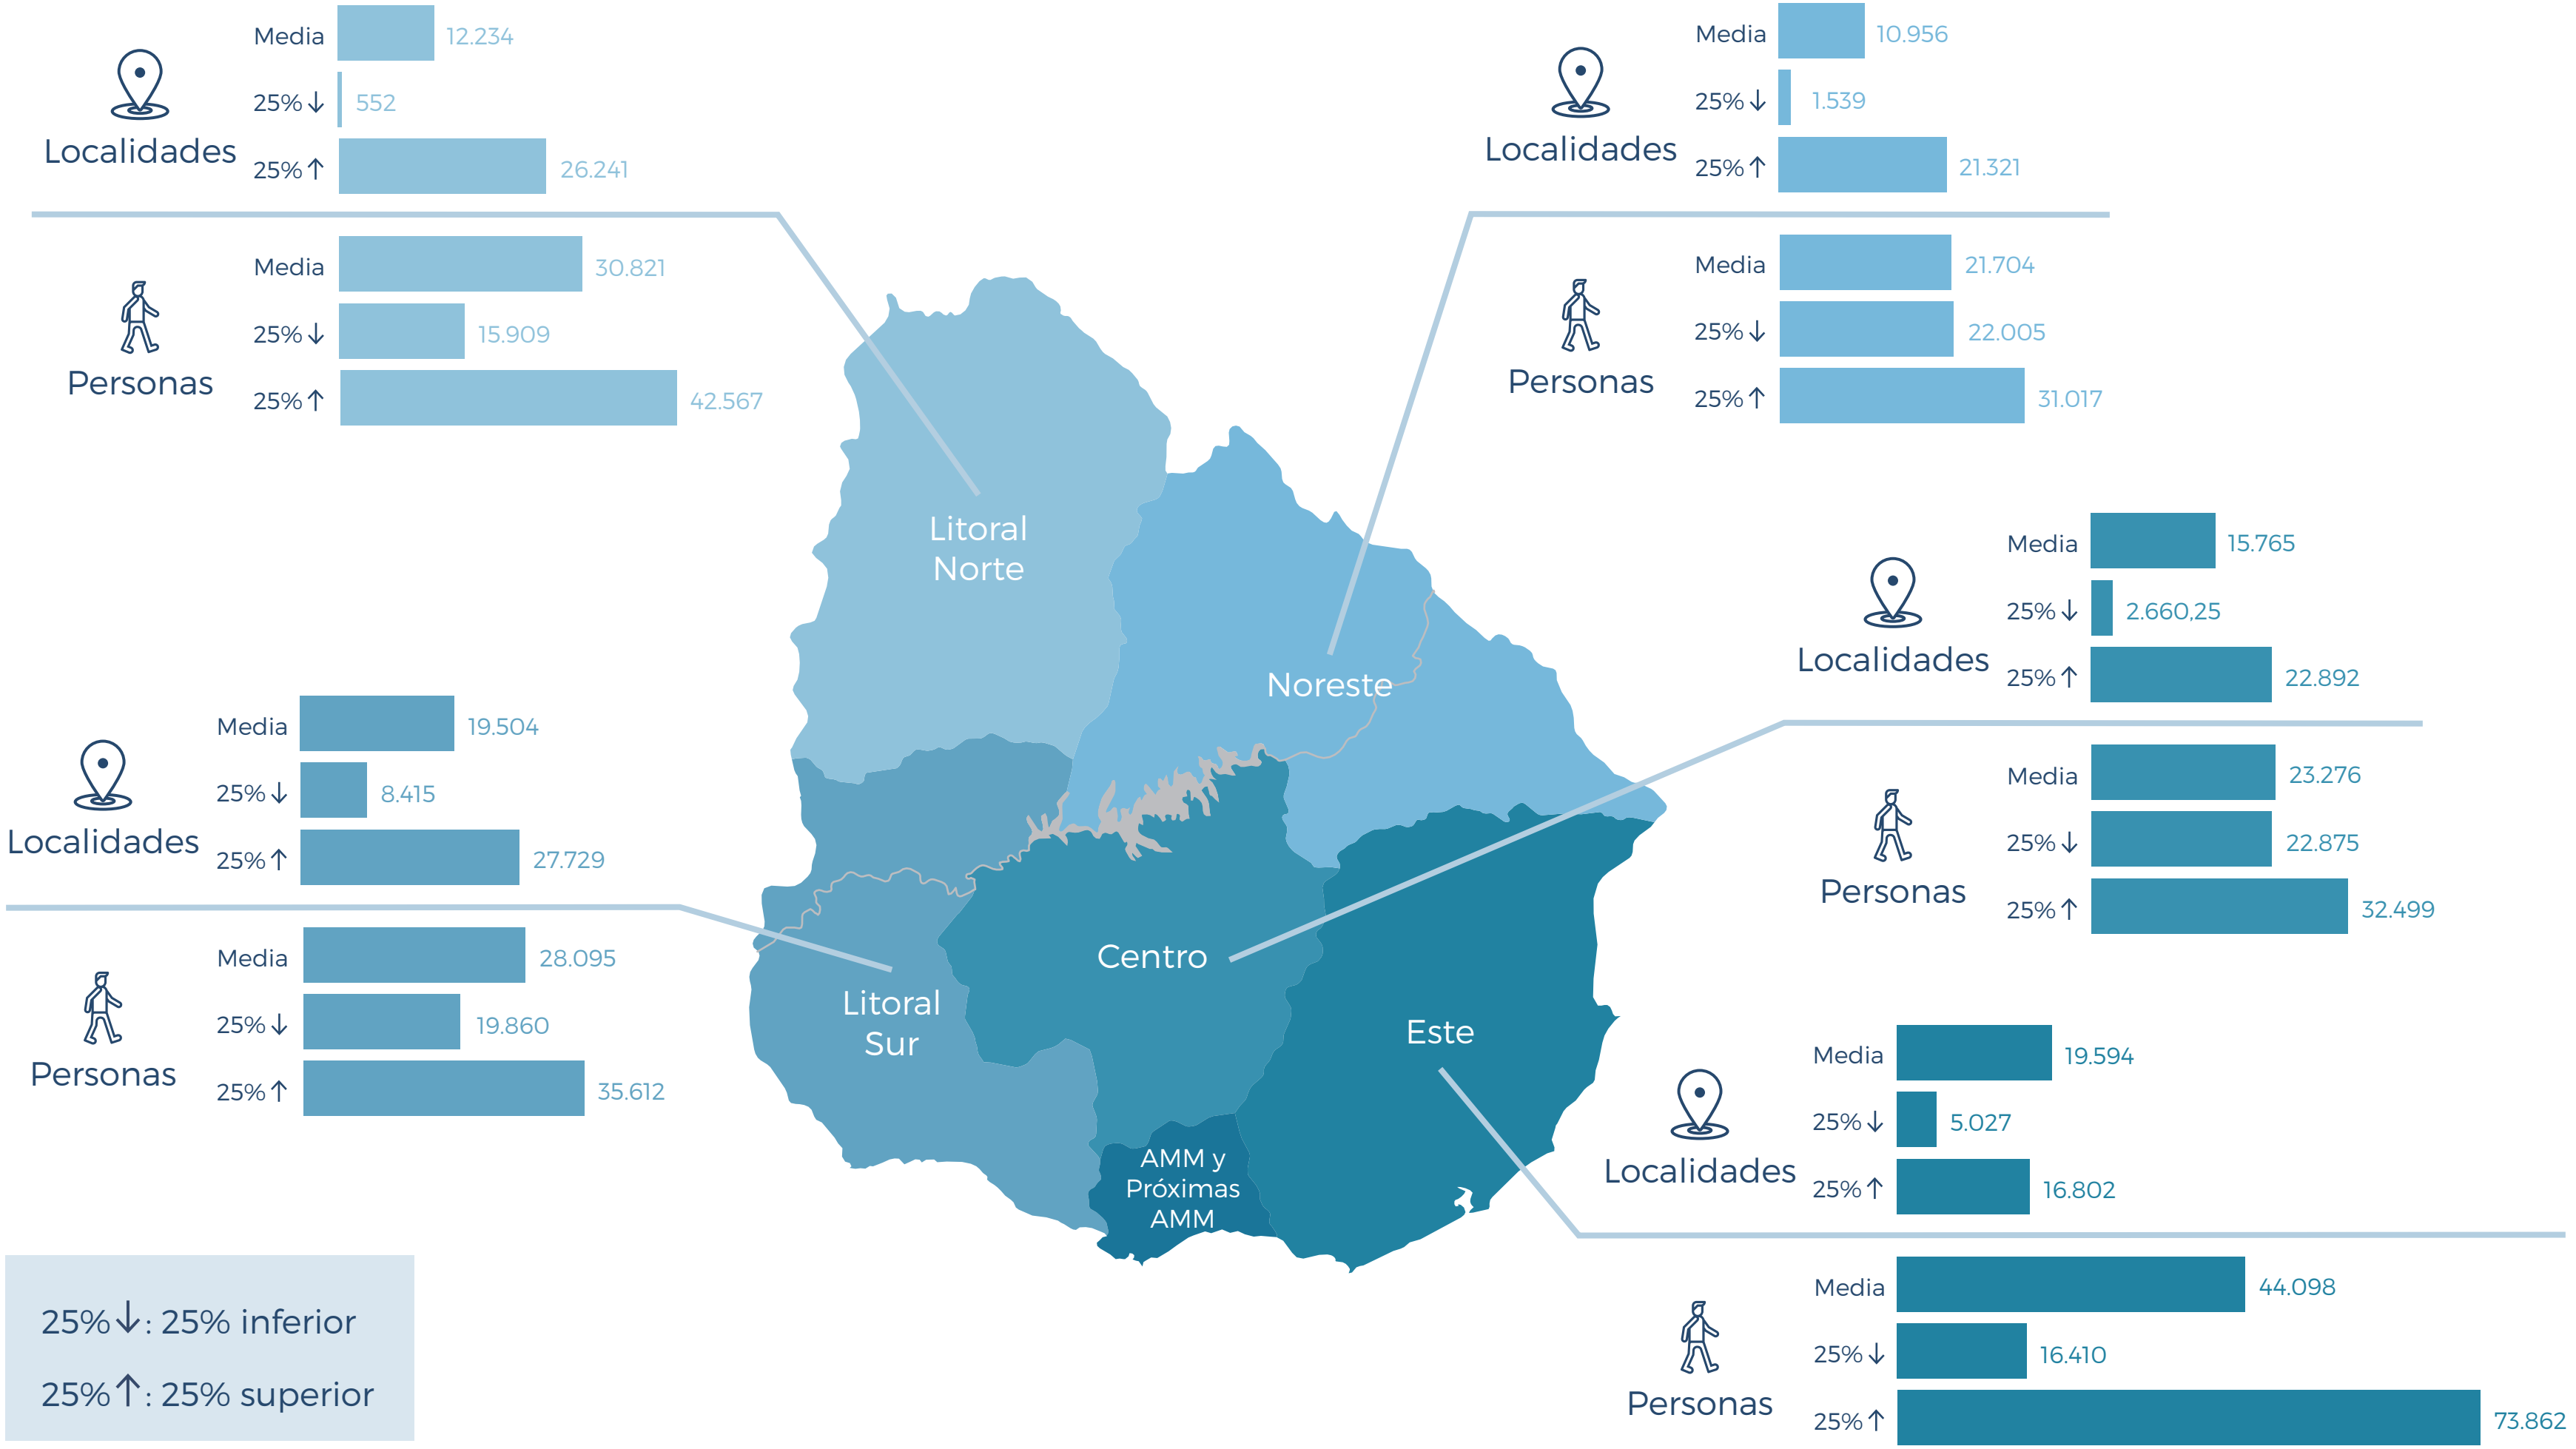 Localidades
Media 12.234
25%↓ 552
25%↑ 26.241
Personas
Media 30.821
25%↓ 15.909
25%↑ 42.567
Localidades
Media 10.956
25%↓ 1.539
25%↑ 21.321
Personas
Media 21.704
25%↓ 22.005
25%↑ 31.017
Litoral
Norte
Noreste
Localidades
Media 15.765
25%↓ 2.660,25
25%↑ 22.892
Personas
Media 23.276
25%↓ 22.875
25%↑ 32.499
Localidades
Media 19.504
25%↓ 8.415
25%↑ 27.729
Personas
Media 28.095
25%↓ 19.860
25%↑ 35.612
Centro
Litoral
Sur
Este
AMM y
Próximas
AMM
Localidades
Media 19.594
25%↓ 5.027
25%↑ 16.802
Personas
Media 44.098
25%↓ 16.410
25%↑ 73.862
25%↓: 25% inferior
25%↑: 25% superior